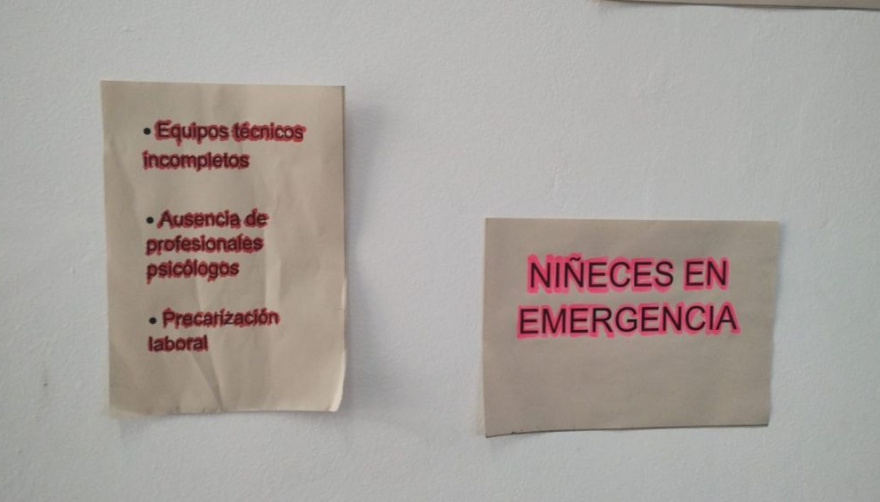 • Equipos técnicos
incompletos
• Ausencia de
profesionales
psicólogos
• Precarización
laboral
NIÑECES EN
EMERGENCIA